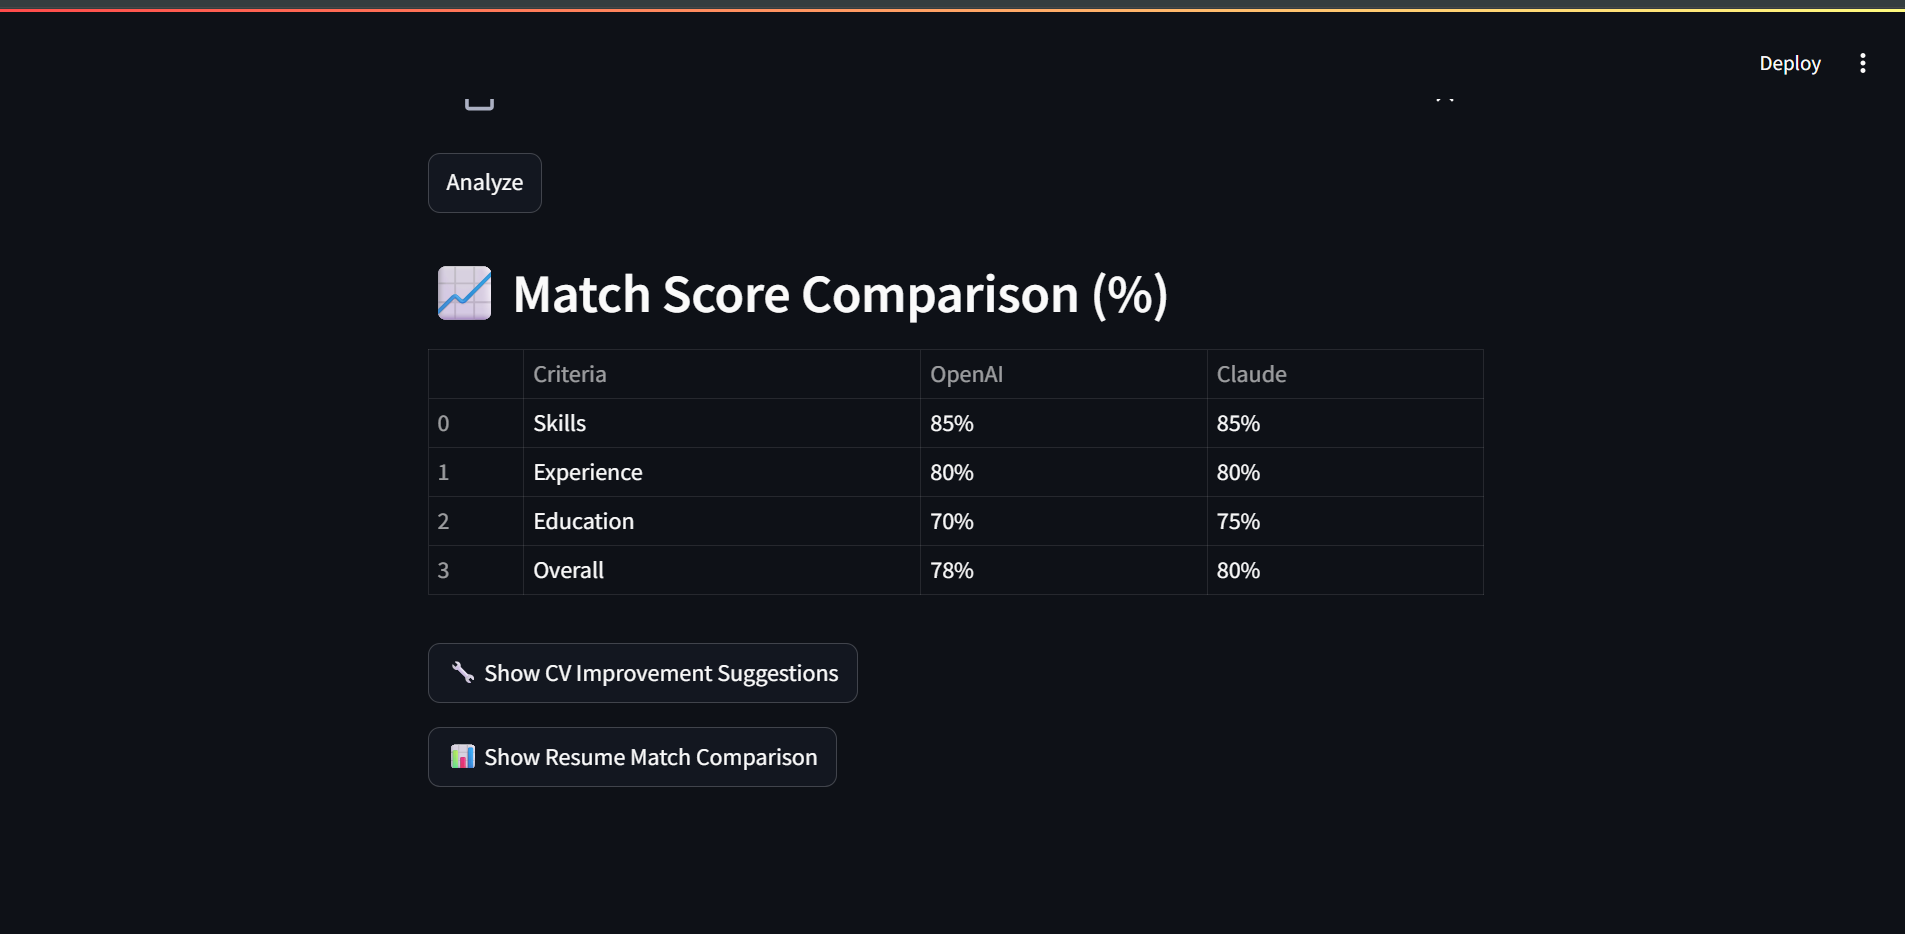 Deploy
Analyze
Match Score Comparison (%)
Criteria OpenAI Claude
0 Skills 85% 85%
1 Experience 80% 80%
2 Education 70% 75%
3 Overall 78% 80%
Show CV Improvement Suggestions
Show Resume Match Comparison